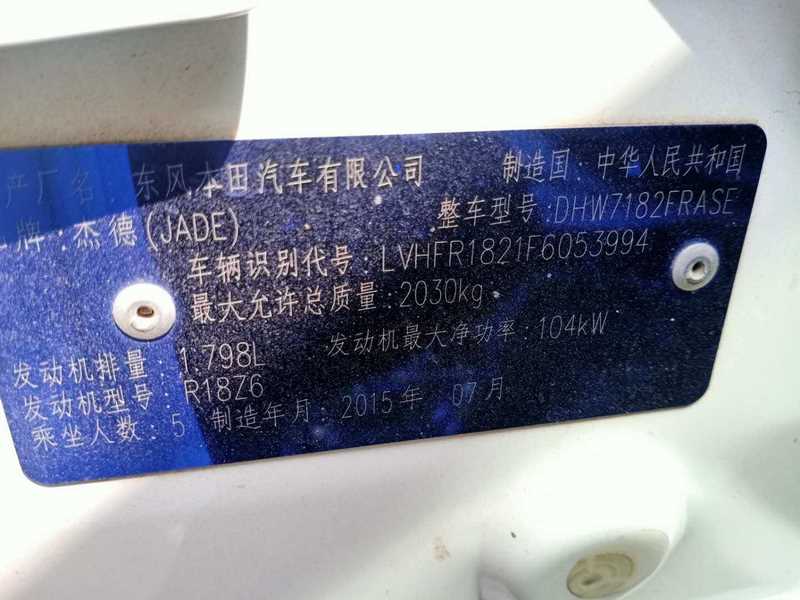 产厂名：东风本田汽车有限公司 制造国：中华人民共和国
牌：杰德(JADE) 整车型号：DHW7182FRASE
车辆识别代号：LVHFR1821F6053994
最大允许总质量：2030kg
发动机排量：1.798L 发动机最大净功率：104kW
发动机型号：R18Z6
乘坐人数：5 制造年月：2015年 07月